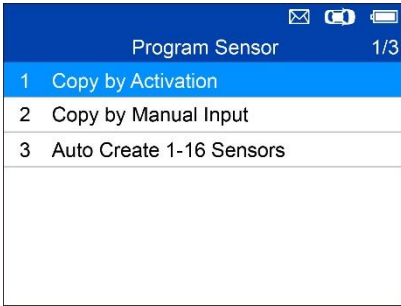 Program Sensor 1/3
1 Copy by Activation
2 Copy by Manual Input
3 Auto Create 1-16 Sensors